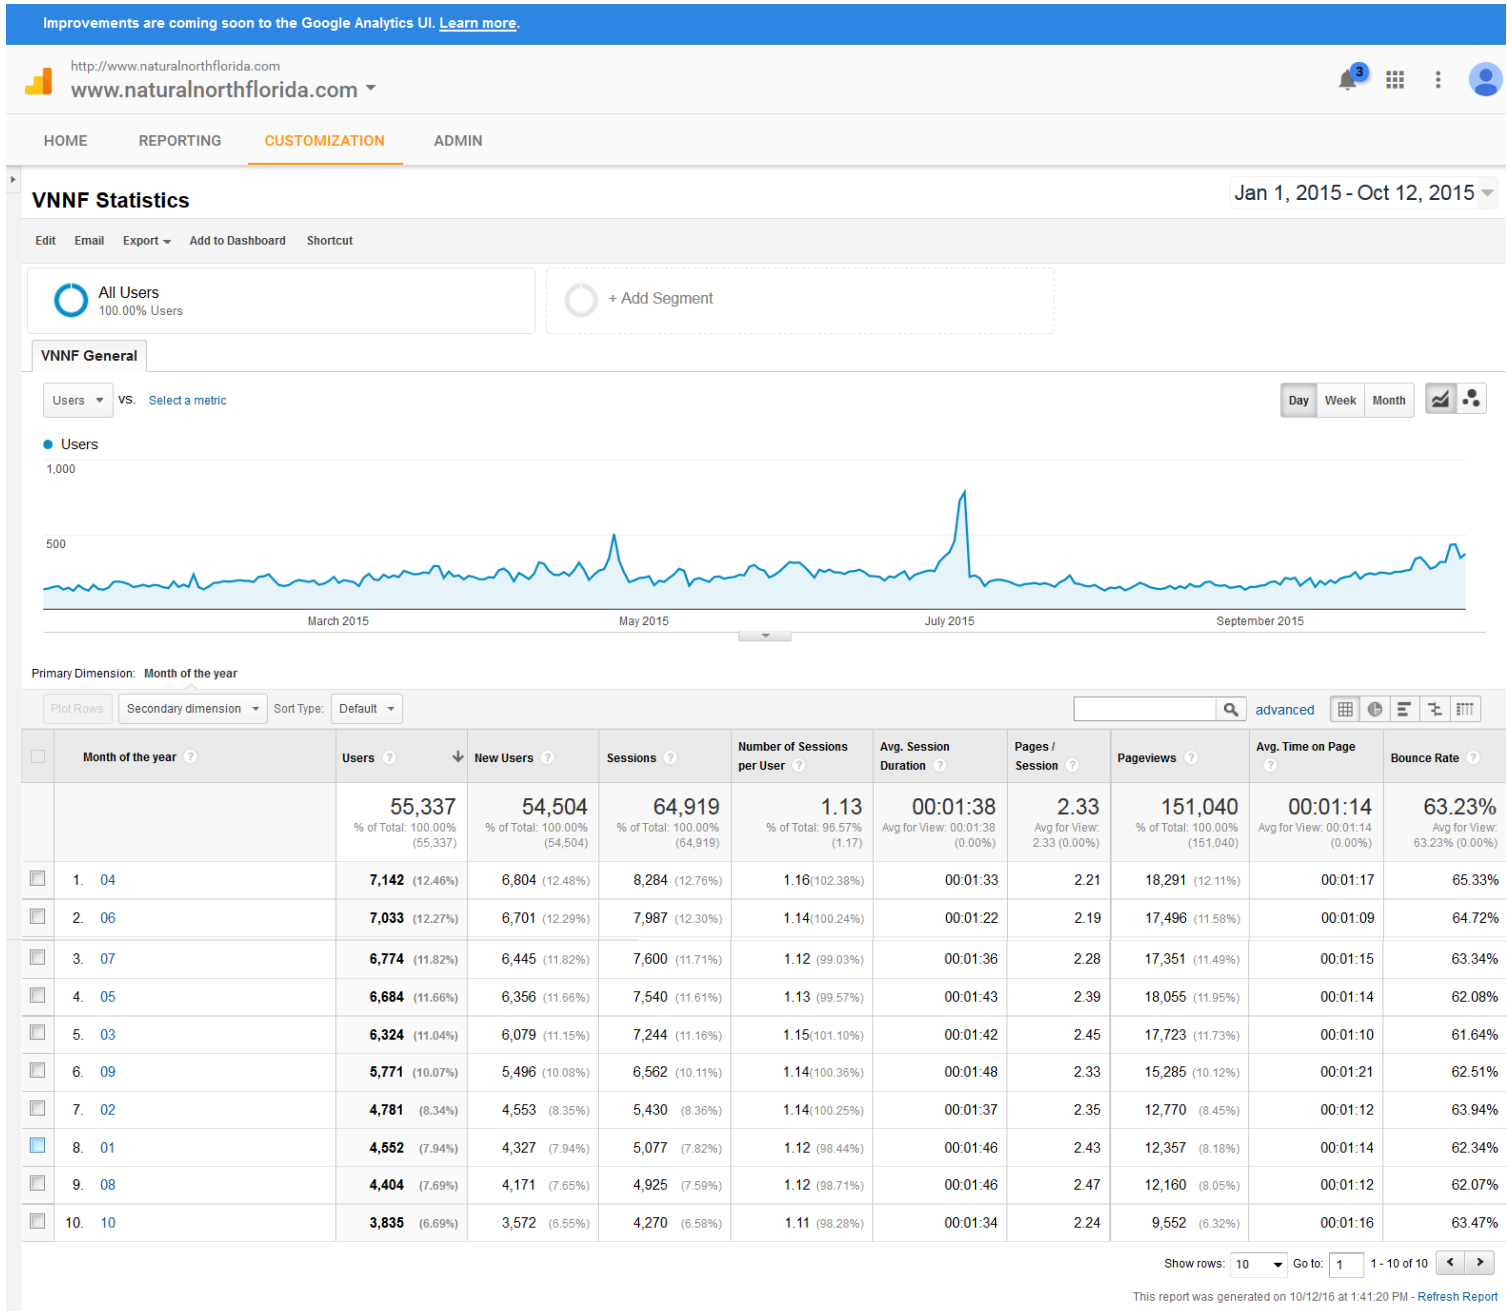 Improvements are coming soon to the Google Analytics UI. Learn more.
http://www.naturalnorthflorida.com
www.naturalnorthflorida.com
3
HOME REPORTING CUSTOMIZATION ADMIN
VNNF Statistics
Jan 1, 2015 - Oct 12, 2015
Edit Email Export Add to Dashboard Shortcut
All Users
100.00% Users
+ Add Segment
VNNF General
Users VS. Select a metric
Day Week Month
Users
1,000
500
March 2015 May 2015 July 2015 September 2015
Primary Dimension: Month of the year
Plot Rows Secondary dimension Sort Type: Default advanced
Month of the year ? Users ? New Users ? Sessions ? Number of Sessions per User ? Avg. Session Duration ? Pages / Session ? Pageviews ? Avg. Time on Page ? Bounce Rate ?
55,337 54,504 64,919 1.13 00:01:38 2.33 151,040 00:01:14 63.23%
% of Total: 100.00% % of Total: 100.00% % of Total: 100.00% % of Total: 96.57% Avg for View: 00:01:38 Avg for View: % of Total: 100.00% Avg for View: 00:01:14 Avg for View:
(55,337) (54,504) (64,919) (1.17) (0.00%) 2.33 (0.00%) (151,040) (0.00%) 63.23% (0.00%)
1. 04 7,142 (12.46%) 6,804 (12.48%) 8,284 (12.76%) 1.16(102.38%) 00:01:33 2.21 18,291 (12.11%) 00:01:17 65.33%
2. 06 7,033 (12.27%) 6,701 (12.29%) 7,987 (12.30%) 1.14(100.24%) 00:01:22 2.19 17,496 (11.58%) 00:01:09 64.72%
3. 07 6,774 (11.82%) 6,445 (11.82%) 7,600 (11.71%) 1.12 (99.03%) 00:01:36 2.28 17,351 (11.49%) 00:01:15 63.34%
4. 05 6,684 (11.66%) 6,356 (11.66%) 7,540 (11.61%) 1.13 (99.57%) 00:01:43 2.39 18,055 (11.95%) 00:01:14 62.08%
5. 03 6,324 (11.04%) 6,079 (11.15%) 7,244 (11.16%) 1.15(101.10%) 00:01:42 2.45 17,723 (11.73%) 00:01:10 61.64%
6. 09 5,771 (10.07%) 5,496 (10.08%) 6,562 (10.11%) 1.14(100.36%) 00:01:48 2.33 15,285 (10.12%) 00:01:21 62.51%
7. 02 4,781 (8.34%) 4,553 (8.35%) 5,430 (8.36%) 1.14(100.25%) 00:01:37 2.35 12,770 (8.45%) 00:01:12 63.94%
8. 01 4,552 (7.94%) 4,327 (7.94%) 5,077 (7.82%) 1.12 (98.44%) 00:01:46 2.43 12,357 (8.18%) 00:01:14 62.34%
9. 08 4,404 (7.69%) 4,171 (7.65%) 4,925 (7.59%) 1.12 (98.71%) 00:01:46 2.47 12,160 (8.05%) 00:01:12 62.07%
10. 10 3,835 (6.69%) 3,572 (6.55%) 4,270 (6.58%) 1.11 (98.28%) 00:01:34 2.24 9,552 (6.32%) 00:01:16 63.47%
Show rows: 10 Go to: 1 1 - 10 of 10
This report was generated on 10/12/16 at 1:41:20 PM - Refresh Report